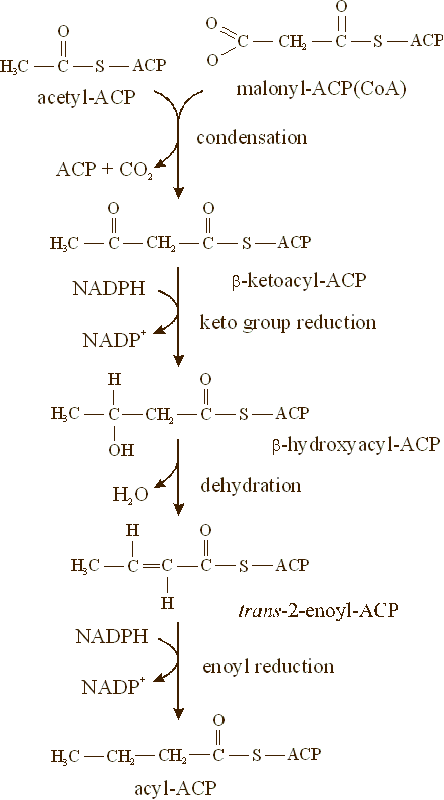 O O O
H₃C — C — S — ACP C — CH₂ — C — S — ACP
O
acetyl-ACP malonyl-ACP(CoA)
condensation
ACP + CO₂
O O
H₃C — C — CH₂ — C — S — ACP
β-ketoacyl-ACP
NADPH
keto group reduction
NADP⁺
H O
H₃C — C — CH₂ — C — S — ACP
OH
β-hydroxyacyl-ACP
dehydration
H₂O
H O
H₃C — C = C — C — S — ACP
H
trans-2-enoyl-ACP
NADPH
enoyl reduction
NADP⁺
O
H₃C — CH₂ — CH₂ — C — S — ACP
acyl-ACP